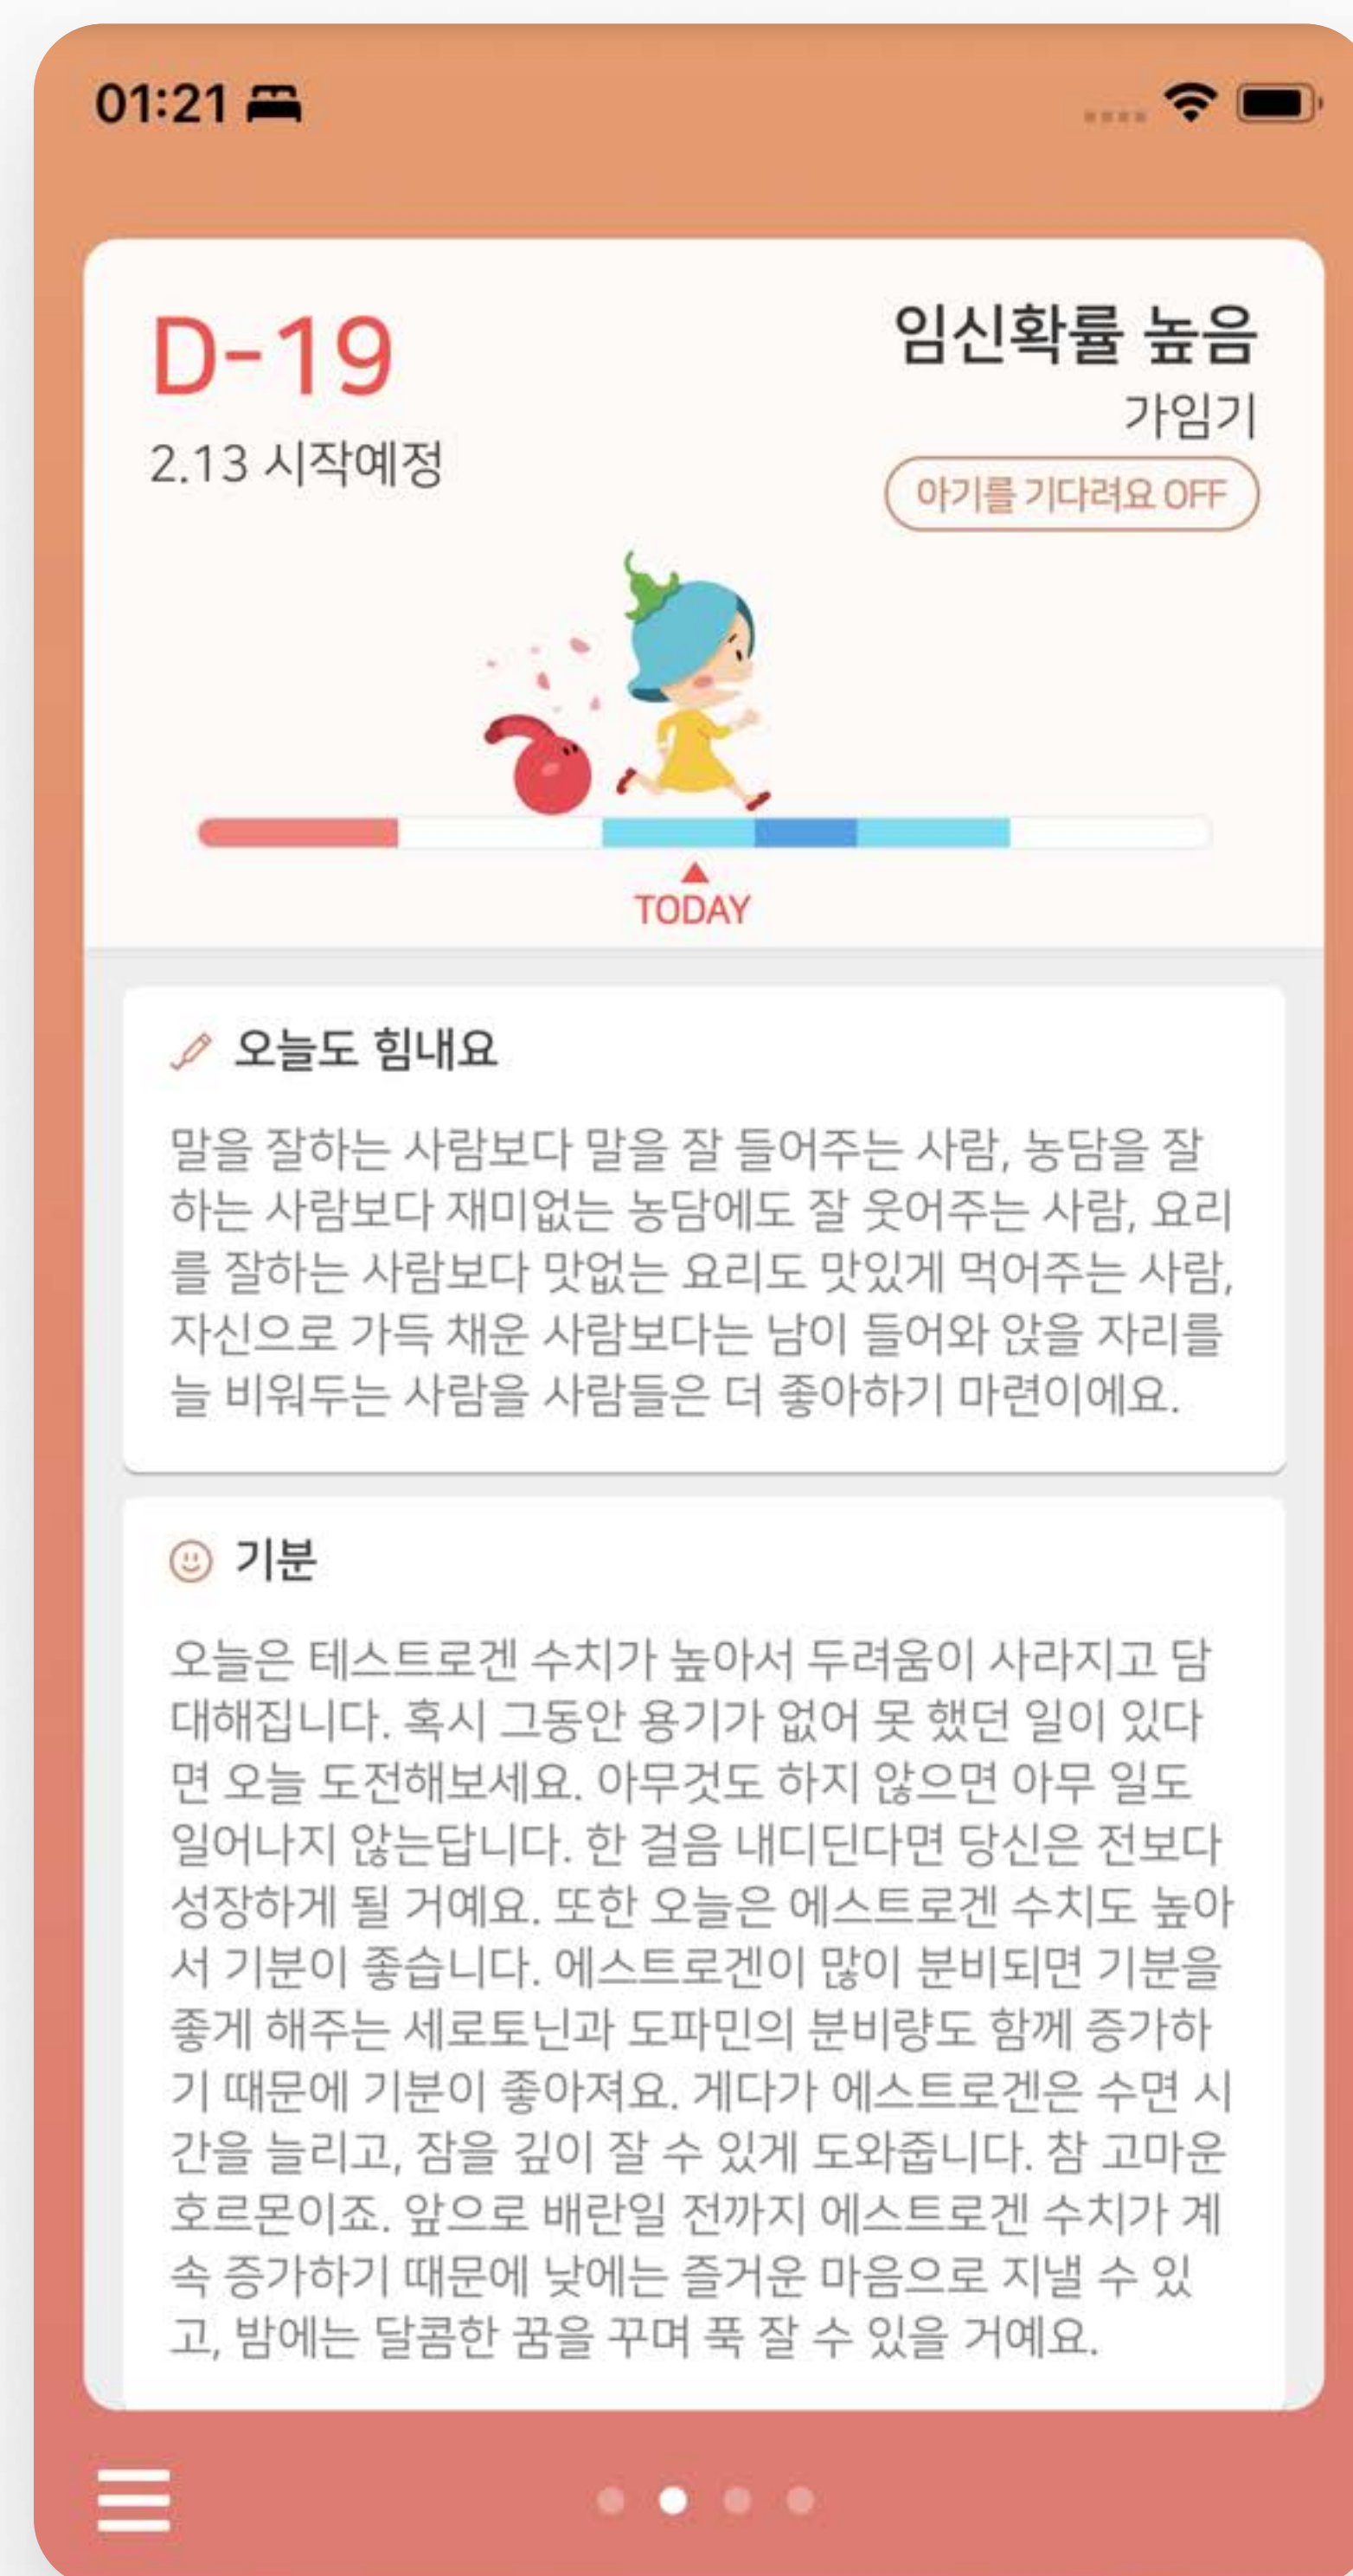 01:21
D-19
임신확률 높음
2.13 시작예정
가임기
아기를 기다려요 OFF
TODAY
오늘도 힘내요
말을 잘하는 사람보다 말을 잘 들어주는 사람, 농담을 잘
하는 사람보다 재미없는 농담에도 잘 웃어주는 사람, 요리
를 잘하는 사람보다 맛없는 요리도 맛있게 먹어주는 사람,
자신으로 가득 채운 사람보다는 남이 들어와 앉을 자리를
늘 비워두는 사람을 사람들은 더 좋아하기 마련이에요.
기분
오늘은 테스트로겐 수치가 높아서 두려움이 사라지고 담
대해집니다. 혹시 그동안 용기가 없어 못 했던 일이 있다
면 오늘 도전해보세요. 아무것도 하지 않으면 아무 일도
일어나지 않는답니다. 한 걸음 내디딘다면 당신은 전보다
성장하게 될 거예요. 또한 오늘은 에스트로겐 수치도 높아
서 기분이 좋습니다. 에스트로겐이 많이 분비되면 기분을
좋게 해주는 세로토닌과 도파민의 분비량도 함께 증가하
기 때문에 기분이 좋아져요. 게다가 에스트로겐은 수면 시
간을 늘리고, 잠을 깊이 잘 수 있게 도와줍니다. 참 고마운
호르몬이죠. 앞으로 배란일 전까지 에스트로겐 수치가 계
속 증가하기 때문에 낮에는 즐거운 마음으로 지낼 수 있
고, 밤에는 달콤한 꿈을 꾸며 푹 잘 수 있을 거예요.